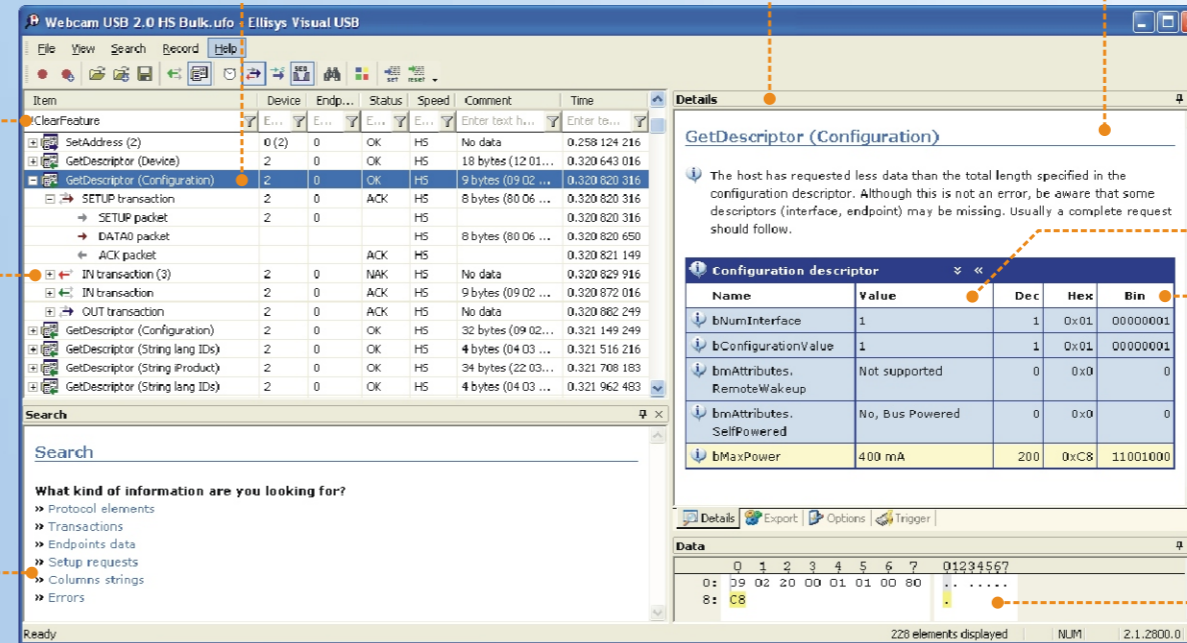 Webcam USB 2.0 HS Bulk.ufo - Ellisys Visual USB
File View Search Record Help
SEQ set reset
Item Device Endp... Status Speed Comment Time
!ClearFeature E... E... E... E... Enter text h... Enter te...
SetAddress (2) 0 (2) 0 OK HS No data 0.258 124 216
GetDescriptor (Device) 2 0 OK HS 18 bytes (12 01... 0.320 643 016
GetDescriptor (Configuration) 2 0 OK HS 9 bytes (09 02 ... 0.320 820 316
SETUP transaction 2 0 ACK HS 8 bytes (80 06 ... 0.320 820 316
SETUP packet 2 0 HS 0.320 820 316
DATA0 packet HS 8 bytes (80 06 ... 0.320 820 650
ACK packet ACK HS 0.320 821 149
IN transaction (3) 2 0 NAK HS No data 0.320 829 916
IN transaction 2 0 ACK HS 9 bytes (09 02 ... 0.320 872 016
OUT transaction 2 0 ACK HS No data 0.320 882 249
GetDescriptor (Configuration) 2 0 OK HS 32 bytes (09 02... 0.321 149 249
GetDescriptor (String lang IDs) 2 0 OK HS 4 bytes (04 03 ... 0.321 516 216
GetDescriptor (String iProduct) 2 0 OK HS 34 bytes (22 03... 0.321 708 183
GetDescriptor (String lang IDs) 2 0 OK HS 4 bytes (04 03 ... 0.321 962 483
Search
Search
What kind of information are you looking for?
» Protocol elements
» Transactions
» Endpoints data
» Setup requests
» Columns strings
» Errors
Details
GetDescriptor (Configuration)
The host has requested less data than the total length specified in the
configuration descriptor. Although this is not an error, be aware that some
descriptors (interface, endpoint) may be missing. Usually a complete request
should follow.
Configuration descriptor
Name Value Dec Hex Bin
bNumInterface 1 1 0x01 00000001
bConfigurationValue 1 1 0x01 00000001
bmAttributes. Not supported 0 0x0 0
RemoteWakeup
bmAttributes. No, Bus Powered 0 0x0 0
SelfPowered
bMaxPower 400 mA 200 0xC8 11001000
Details Export Options Trigger
Data
0 1 2 3 4 5 6 7 01234567
0: 09 02 20 00 01 01 00 80 .. .....
8: C8 .
Ready 228 elements displayed NUM 2.1.2800.0